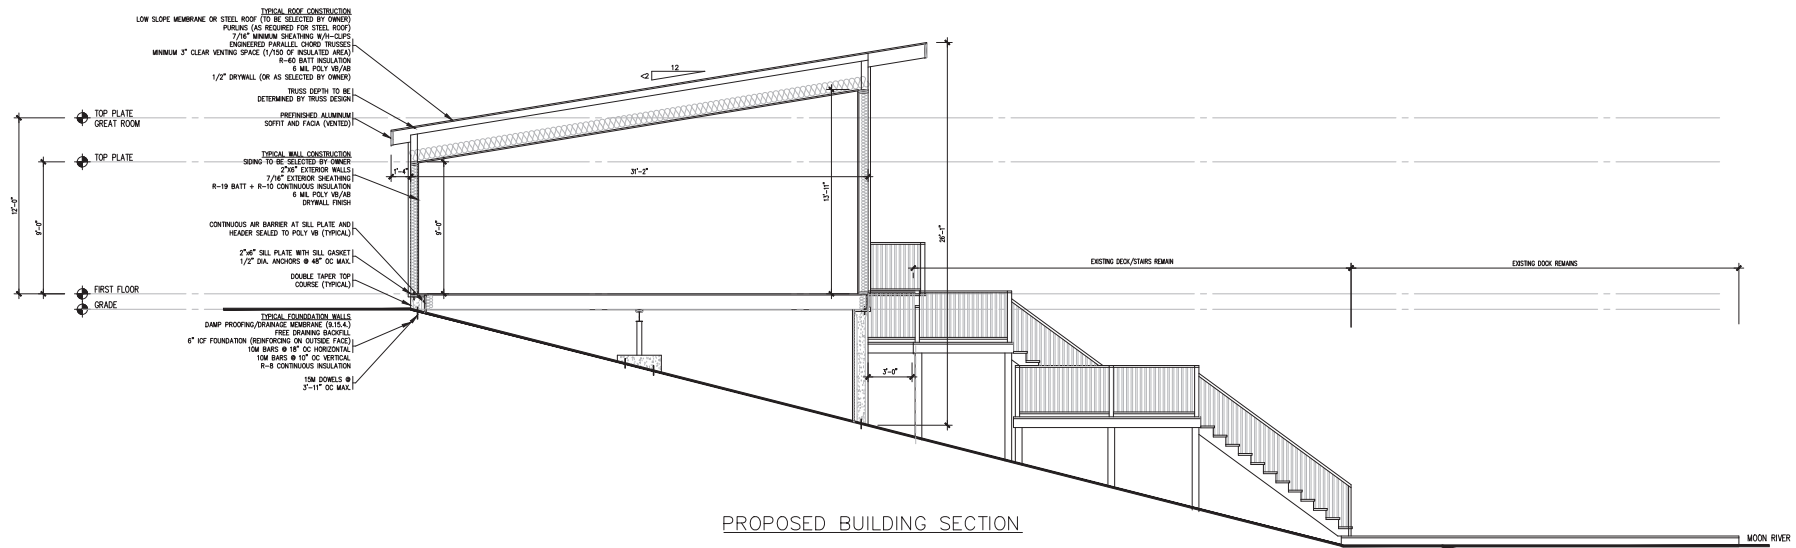 TYPICAL ROOF CONSTRUCTION
LOW SLOPE MEMBRANE OR STEEL ROOF (TO BE SELECTED BY OWNER)
PURLINS (AS REQUIRED FOR STEEL ROOF)
7/16" MINIMUM SHEATHING W/H-CLIPS
ENGINEERED PARALLEL CHORD TRUSSES
MINIMUM 3" CLEAR VENTING SPACE (1/150 OF INSULATED AREA)
R-60 BATT INSULATION
6 MIL POLY VB/AB
1/2" DRYWALL (OR AS SELECTED BY OWNER)
TRUSS DEPTH TO BE
DETERMINED BY TRUSS DESIGN
PREFINISHED ALUMINUM
SOFFIT AND FACIA (VENTED)
12
<2
TOP PLATE
GREAT ROOM
TOP PLATE
TYPICAL WALL CONSTRUCTION
SIDING TO BE SELECTED BY OWNER
2"X6" EXTERIOR WALLS
7/16" EXTERIOR SHEATHING
R-19 BATT + R-10 CONTINUOUS INSULATION
6 MIL POLY VB/AB
DRYWALL FINISH
1'-4"
31'-2"
12'-0"
9'-0"
9'-0"
13'-11"
26'-1"
CONTINUOUS AIR BARRIER AT SILL PLATE AND
HEADER SEALED TO POLY VB (TYPICAL)
2"x6" SILL PLATE WITH SILL GASKET
1/2" DIA. ANCHORS @ 48" OC MAX.
DOUBLE TAPER TOP
COURSE (TYPICAL)
EXISTING DECK/STAIRS REMAIN
EXISTING DOCK REMAINS
FIRST FLOOR
GRADE
TYPICAL FOUNDDATION WALLS
DAMP PROOFING/DRAINAGE MEMBRANE (9.15.4.)
FREE DRAINING BACKFILL
6" ICF FOUNDATION (REINFORCING ON OUTSIDE FACE)
10M BARS @ 18" OC HORIZONTAL
10M BARS @ 10" OC VERTICAL
R-8 CONTINUOUS INSULATION
15M DOWELS @
3'-11" OC MAX.
3'-0"
PROPOSED BUILDING SECTION
MOON RIVER